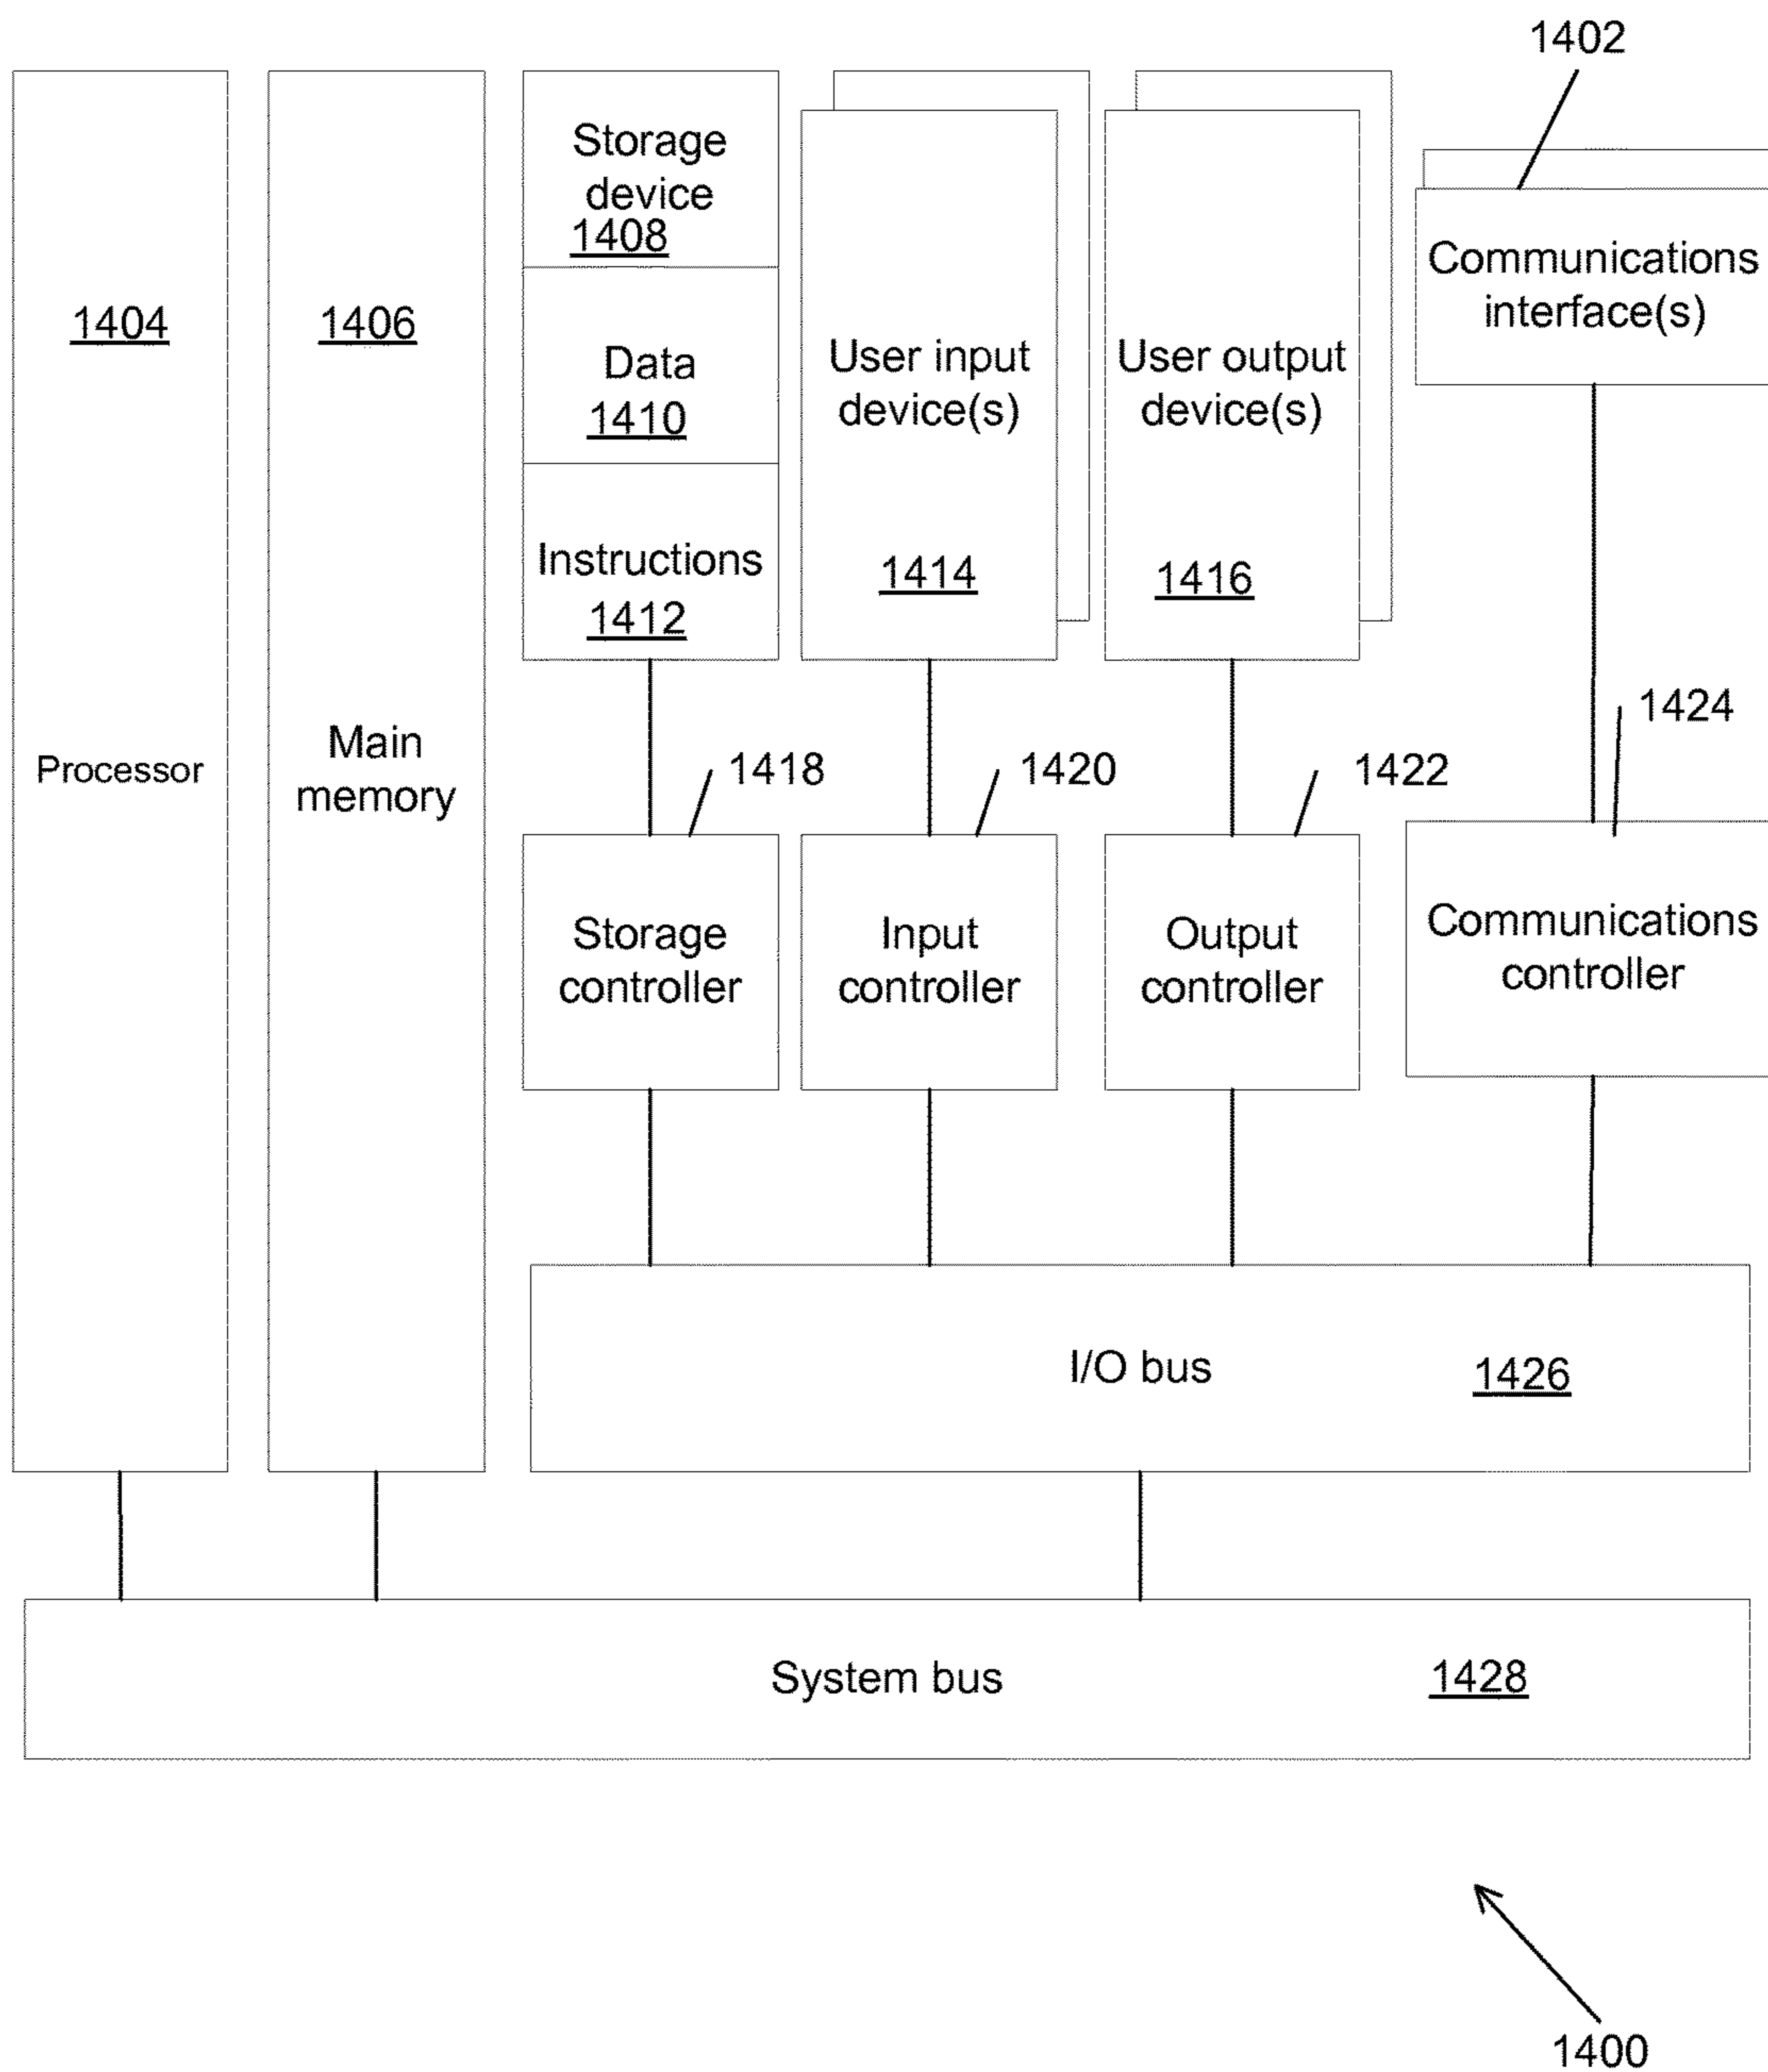 1402
Storage
device
1408
Communications
interface(s)
1404
1406
Data
1410
User input
device(s)
User output
device(s)
Instructions
1412
1414
1416
1424
Processor
Main
memory
1418
1420
1422
Storage
controller
Input
controller
Output
controller
Communications
controller
I/O bus
1426
System bus
1428
1400